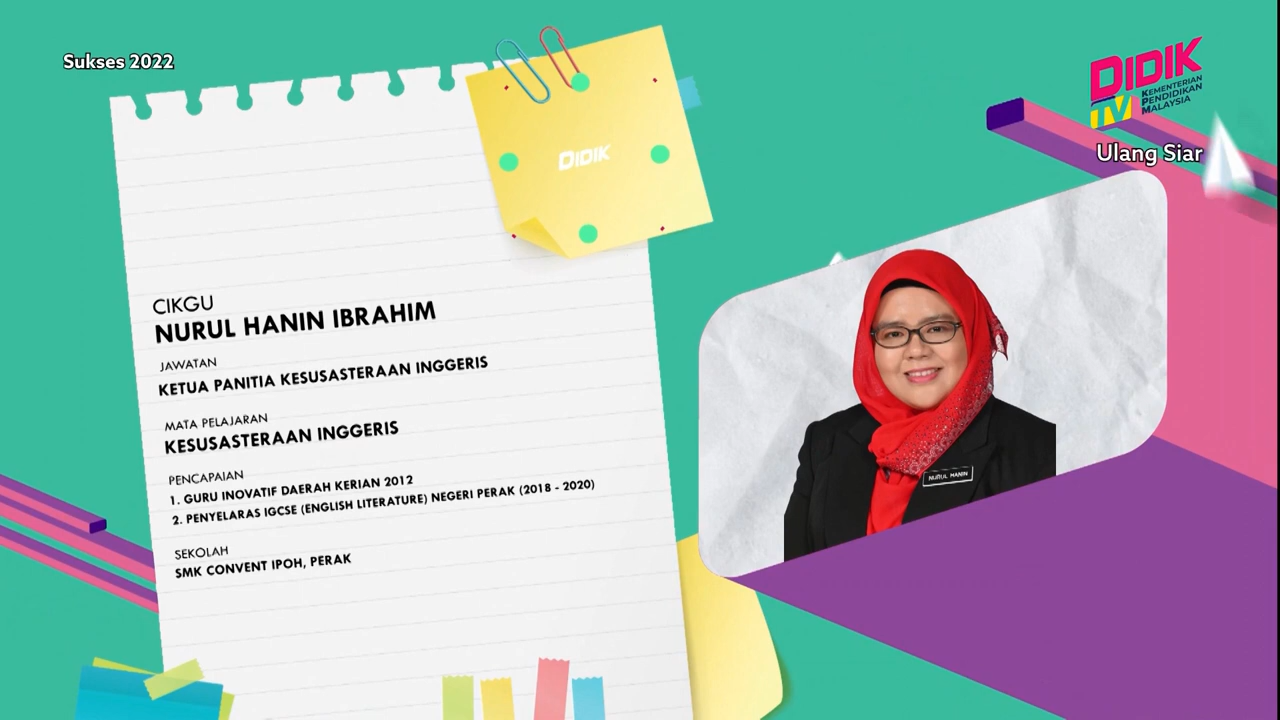 Sukses 2022
DIDIK
TV
KEMENTERIAN
PENDIDIKAN
MALAYSIA
Ulang Siar
DIDIK
CIKGU
NURUL HANIN IBRAHIM
JAWATAN
KETUA PANITIA KESUSASTERAAN INGGERIS
MATA PELAJARAN
KESUSASTERAAN INGGERIS
PENCAPAIAN
1. GURU INOVATIF DAERAH KERIAN 2012
2. PENYELARAS IGCSE (ENGLISH LITERATURE) NEGERI PERAK (2018 - 2020)
SEKOLAH
SMK CONVENT IPOH, PERAK
NURUL HANIN